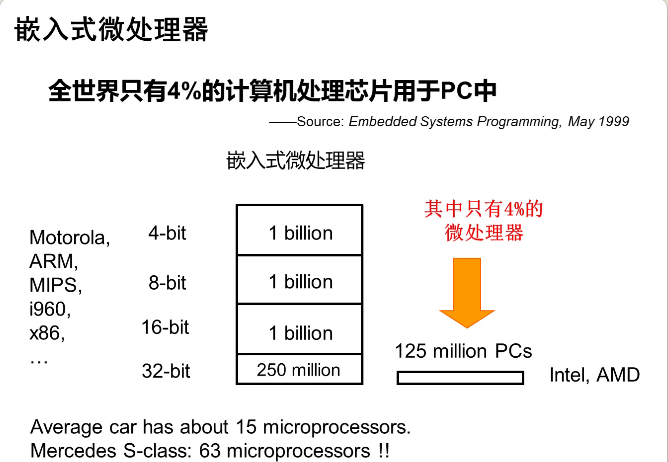 嵌入式微处理器
全世界只有4%的计算机处理芯片用于PC中
——Source: Embedded Systems Programming, May 1999
嵌入式微处理器
Motorola,
ARM,
MIPS,
i960,
x86,
…
4-bit
1 billion
8-bit
1 billion
16-bit
1 billion
32-bit
250 million
其中只有4%的
微处理器
125 million PCs
Intel, AMD
Average car has about 15 microprocessors.
Mercedes S-class: 63 microprocessors !!